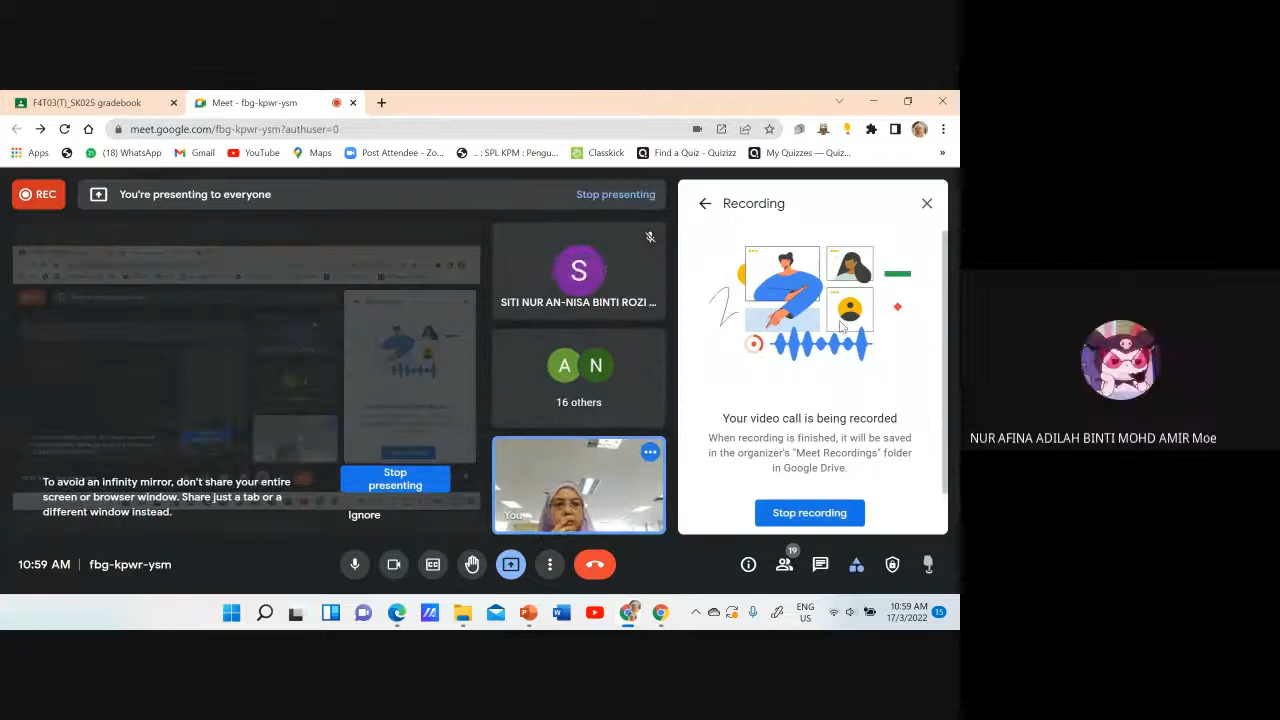 F4T03(T)_SK025 gradebook
Meet - fbg-kpwr-ysm
meet.google.com/fbg-kpwr-ysm?authuser=0
Apps
(18) WhatsApp
Gmail
YouTube
Maps
Post Attendee - Zo...
.. : SPL KPM : Pengu...
Classkick
Find a Quiz - Quizizz
My Quizzes — Quiz...
»
REC
You're presenting to everyone
Stop presenting
Recording
S
SITI NUR AN-NISA BINTI ROZI ...
A N
16 others
You
To avoid an infinity mirror, don't share your entire
screen or browser window. Share just a tab or a
different window instead.
Stop
presenting
Ignore
Your video call is being recorded
When recording is finished, it will be saved
in the organizer's "Meet Recordings" folder
in Google Drive.
Stop recording
NUR AFINA ADILAH BINTI MOHD AMIR Moe
10:59 AM | fbg-kpwr-ysm
19
ENG
US
10:59 AM
17/3/2022
15